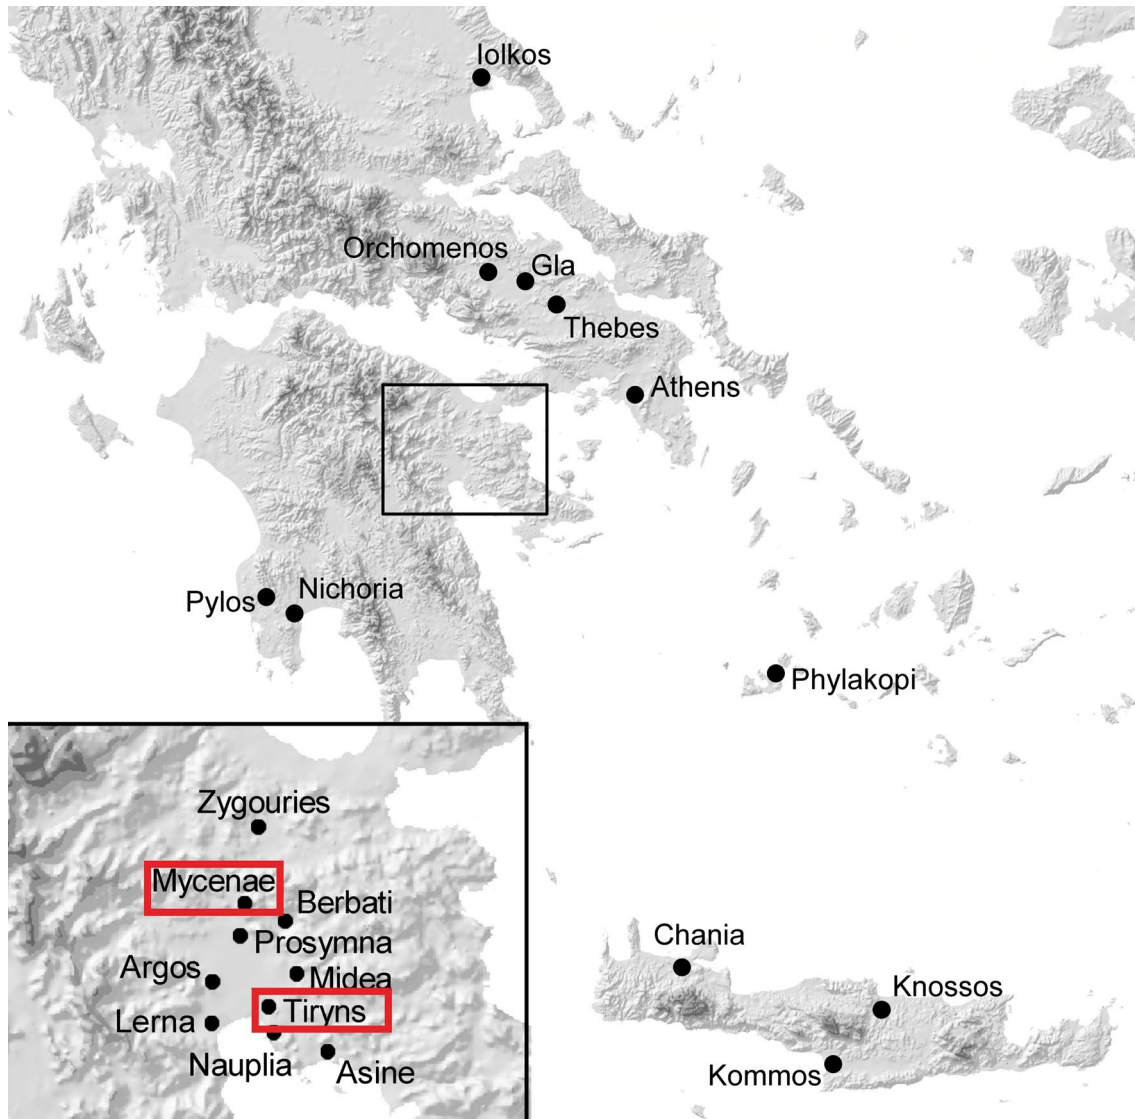 Iolkos
Orchomenos
Gla
Thebes
Athens
Pylos
Nichoria
Phylakopi
Zygouries
Mycenae
Berbati
Prosymna
Argos
Midea
Tiryns
Lerna
Nauplia
Asine
Chania
Knossos
Kommos